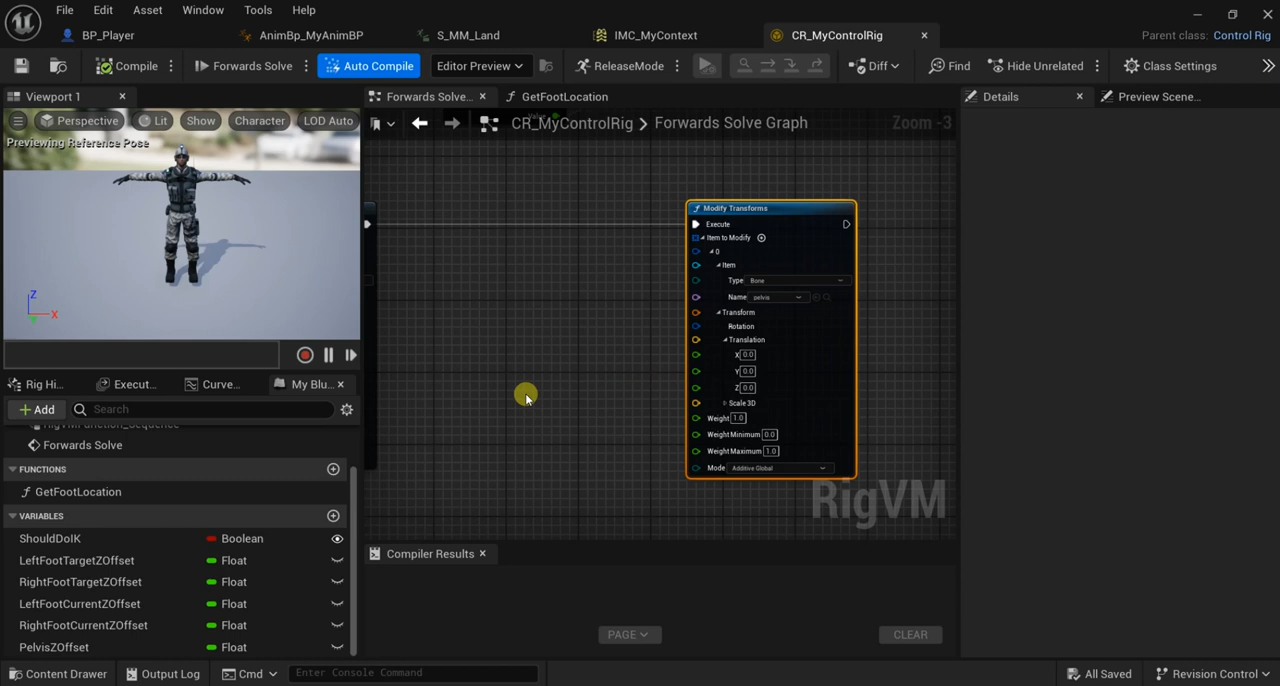 File Edit Asset Window Tools Help
BP_Player AnimBp_MyAnimBP S_MM_Land IMC_MyContext CR_MyControlRig Parent class: Control Rig
Compile Forwards Solve Auto Compile Editor Preview ReleaseMode Diff Find Hide Unrelated Class Settings
Viewport 1 Forwards Solve... GetFootLocation Details Preview Scene...
Perspective Lit Show Character LOD Auto
Previewing Reference Pose
CR_MyControlRig Forwards Solve Graph Zoom -3
Value
Modify Transforms
Execute
Item to Modify
0
Item
Type Bone
Name pelvis
Transform
Rotation
Translation
X 0.0
Y 0.0
Z 0.0
Scale 3D
Weight 1.0
Weight Minimum 0.0
Weight Maximum 1.0
Mode Additive Global
RigVM
Z
X
Rig Hi... Execut... Curve... My Blu...
Add Search
Forwards Solve
FUNCTIONS
GetFootLocation
VARIABLES
ShouldDoIK Boolean
LeftFootTargetZOffset Float
RightFootTargetZOffset Float
LeftFootCurrentZOffset Float
RightFootCurrentZOffset Float
PelvisZOffset Float
Compiler Results
PAGE CLEAR
Content Drawer Output Log Cmd Enter Console Command All Saved Revision Control